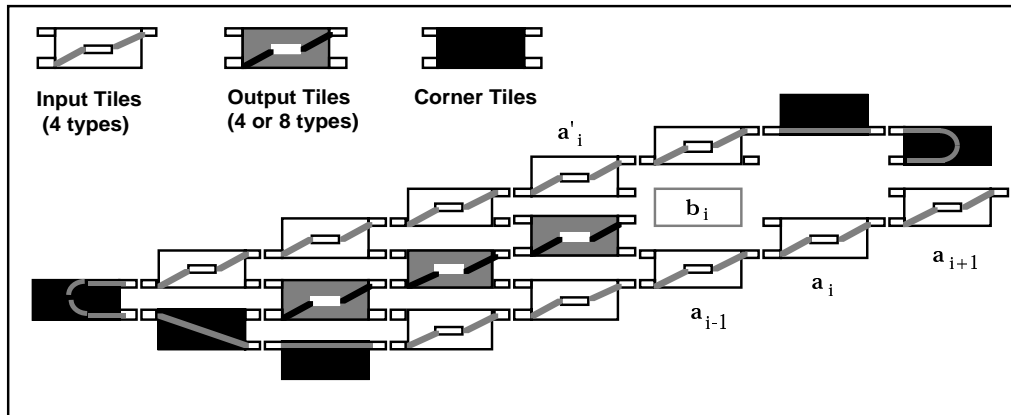 Input Tiles
(4 types)
Output Tiles
(4 or 8 types)
Corner Tiles
a'i
bi
ai-1
ai
ai+1